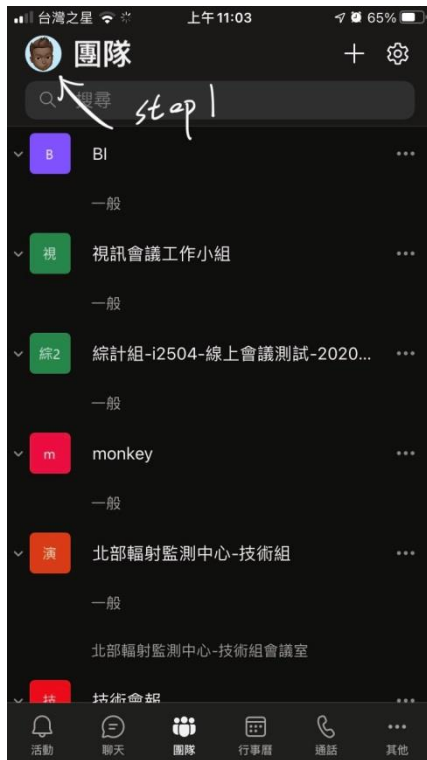 台灣之星 上午11:03 65%
團隊
搜尋
step 1
B BI
一般
視 視訊會議工作小組
一般
綜2 綜計組-i2504-線上會議測試-2020...
一般
m monkey
一般
演 北部輻射監測中心-技術組
一般
北部輻射監測中心-技術組會議室
技 技術會報
活動 聊天 團隊 行事曆 通話 其他